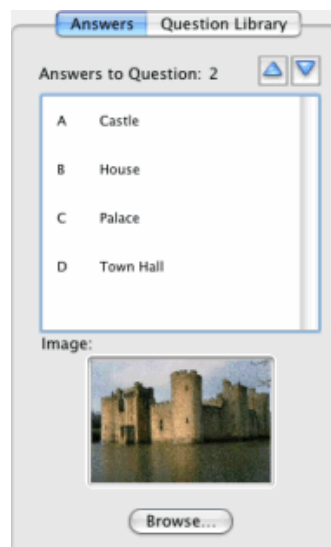 Answers Question Library
Answers to Question: 2
A Castle
B House
C Palace
D Town Hall
Image:
Browse...